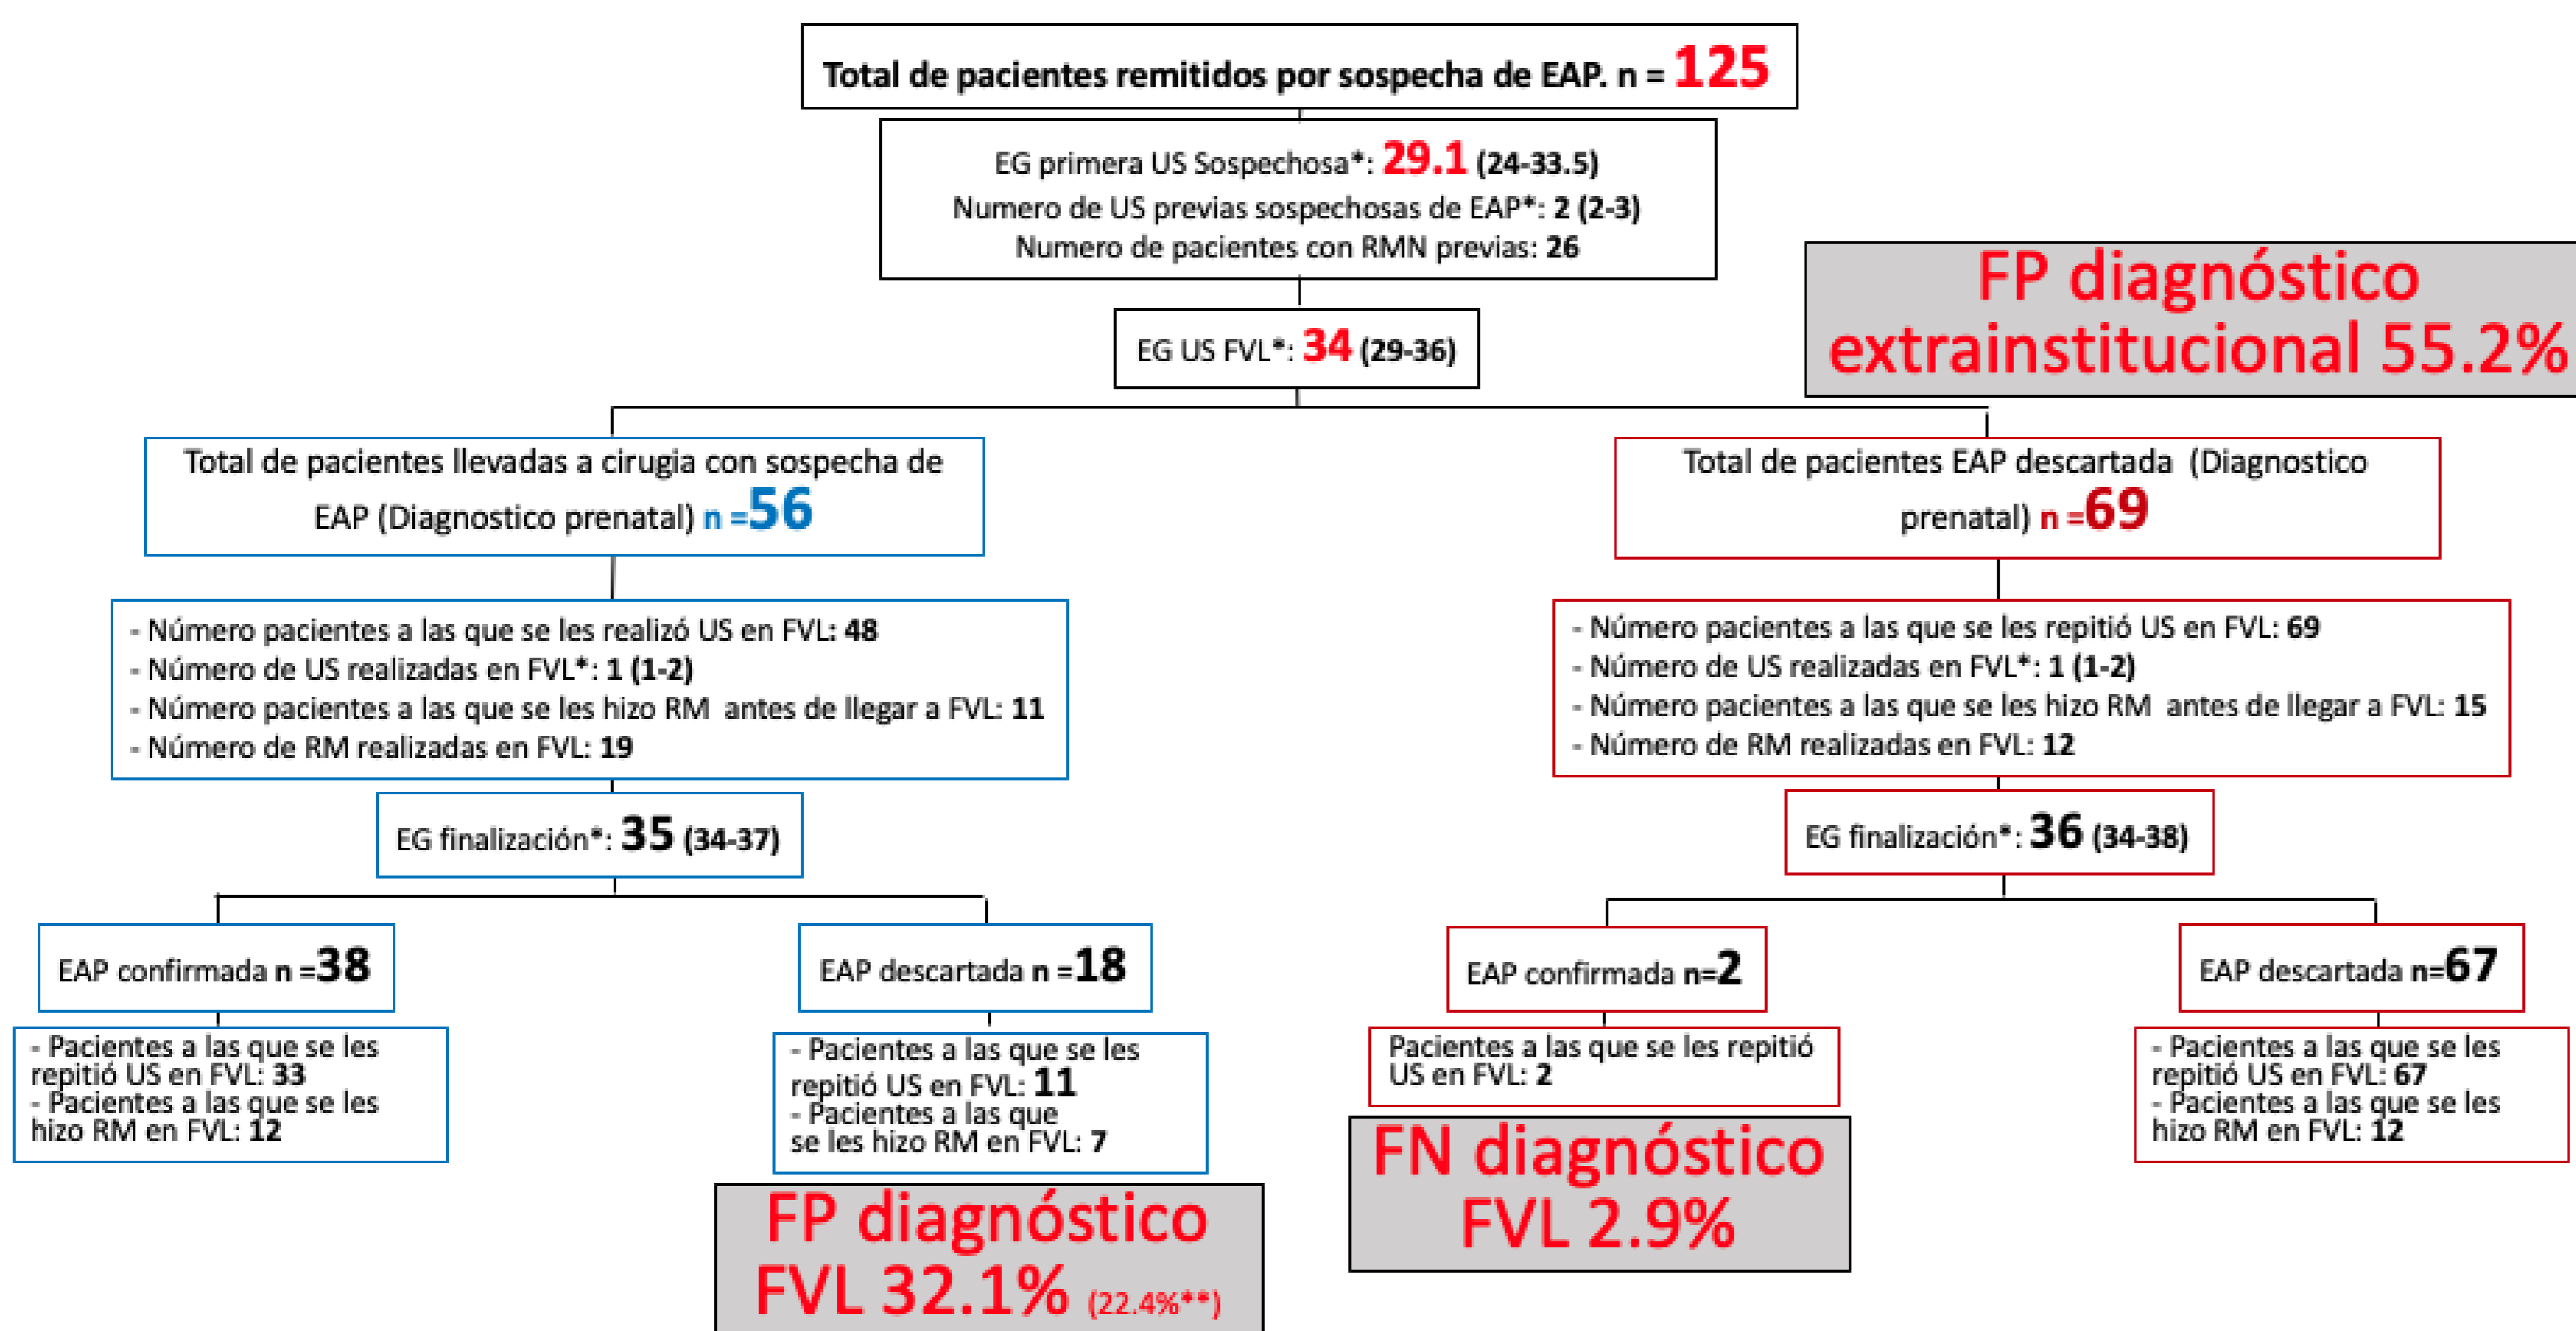 Total de pacientes remitidos por sospecha de EAP. n = 125
EG primera US Sospechosa*: 29.1 (24-33.5)
Numero de US previas sospechosas de EAP*: 2 (2-3)
Numero de pacientes con RMN previas: 26
FP diagnóstico
extrainstitucional 55.2%
EG US FVL*: 34 (29-36)
Total de pacientes llevadas a cirugia con sospecha de
EAP (Diagnostico prenatal) n =56
Total de pacientes EAP descartada (Diagnostico
prenatal) n =69
- Número pacientes a las que se les realizó US en FVL: 48
- Número de US realizadas en FVL*: 1 (1-2)
- Número pacientes a las que se les hizo RM antes de llegar a FVL: 11
- Número de RM realizadas en FVL: 19
- Número pacientes a las que se les repitió US en FVL: 69
- Número de US realizadas en FVL*: 1 (1-2)
- Número pacientes a las que se les hizo RM antes de llegar a FVL: 15
- Número de RM realizadas en FVL: 12
EG finalización*: 35 (34-37)
EG finalización*: 36 (34-38)
EAP confirmada n =38
EAP descartada n =18
EAP confirmada n=2
EAP descartada n=67
- Pacientes a las que se les
repitió US en FVL: 33
- Pacientes a las que se les
hizo RM en FVL: 12
- Pacientes a las que se les
repitió US en FVL: 11
- Pacientes a las que
se les hizo RM en FVL: 7
Pacientes a las que se les repitió
US en FVL: 2
- Pacientes a las que se les
repitió US en FVL: 67
- Pacientes a las que se les
hizo RM en FVL: 12
FP diagnóstico
FVL 32.1% (22.4%**)
FN diagnóstico
FVL 2.9%